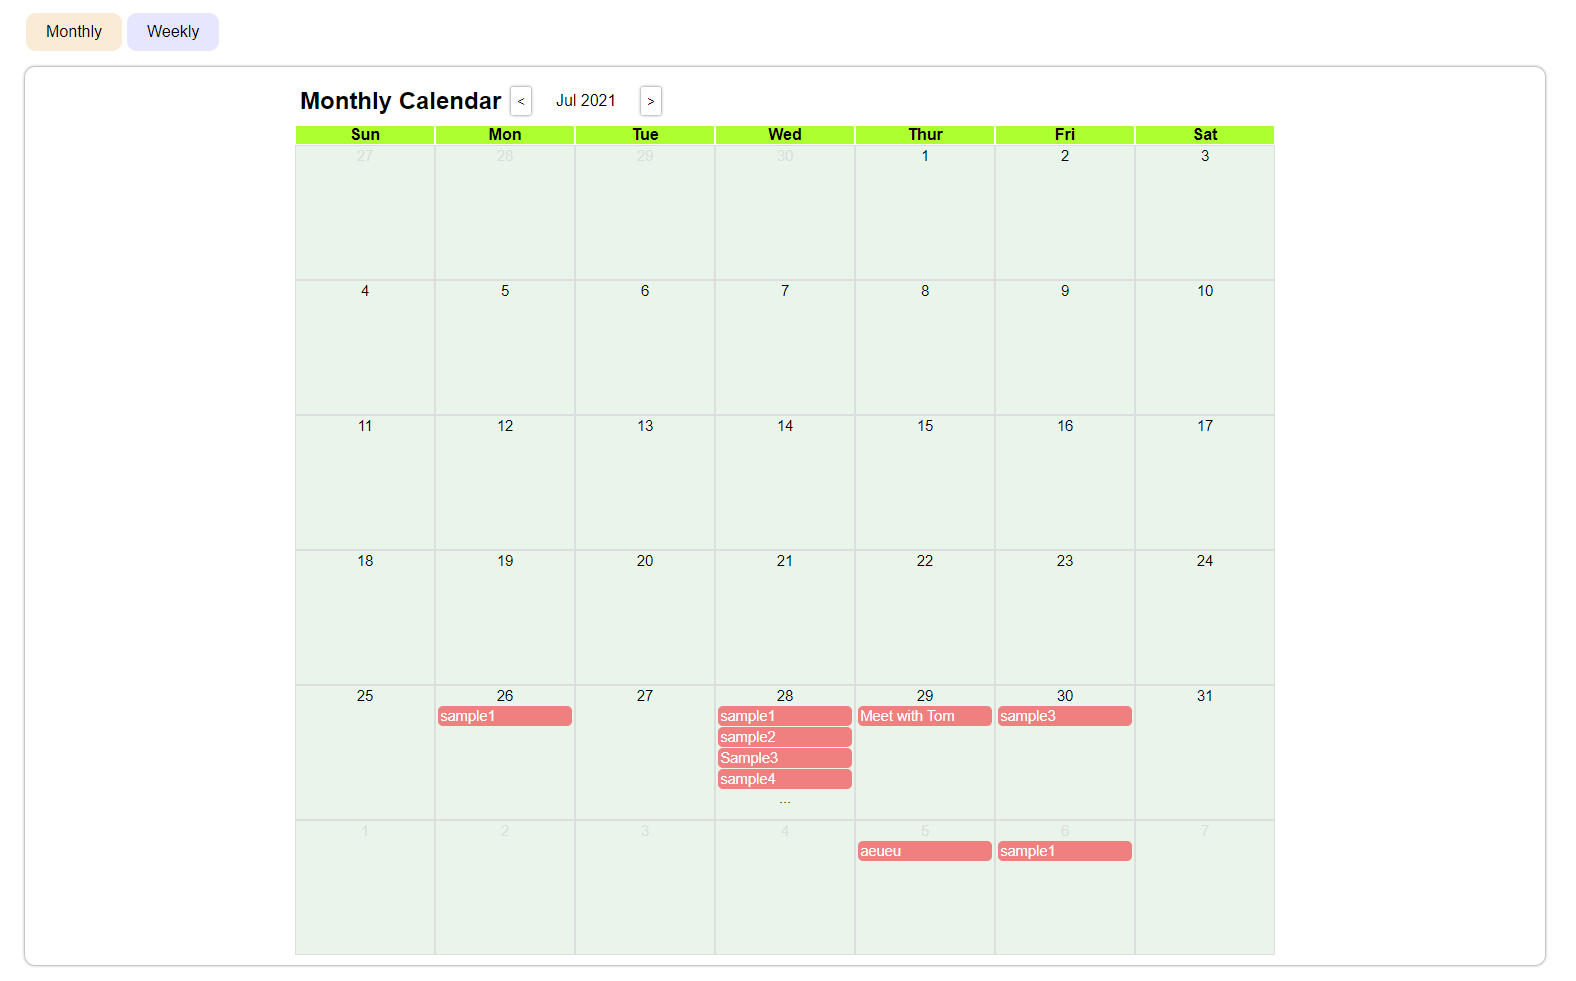 Monthly Weekly
Monthly Calendar < Jul 2021 >
Sun Mon Tue Wed Thur Fri Sat
27 28 29 30 1 2 3
4 5 6 7 8 9 10
11 12 13 14 15 16 17
18 19 20 21 22 23 24
25 26 27 28 29 30 31
sample1 sample1 Meet with Tom sample3
sample2
Sample3
sample4
...
1 2 3 4 5 6 7
aeueu sample1